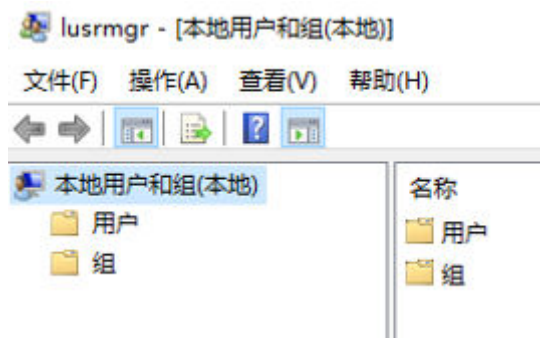 lusrmgr - [本地用户和组(本地)]
文件(F) 操作(A) 查看(V) 帮助(H)
本地用户和组(本地)
用户
组
名称
用户
组